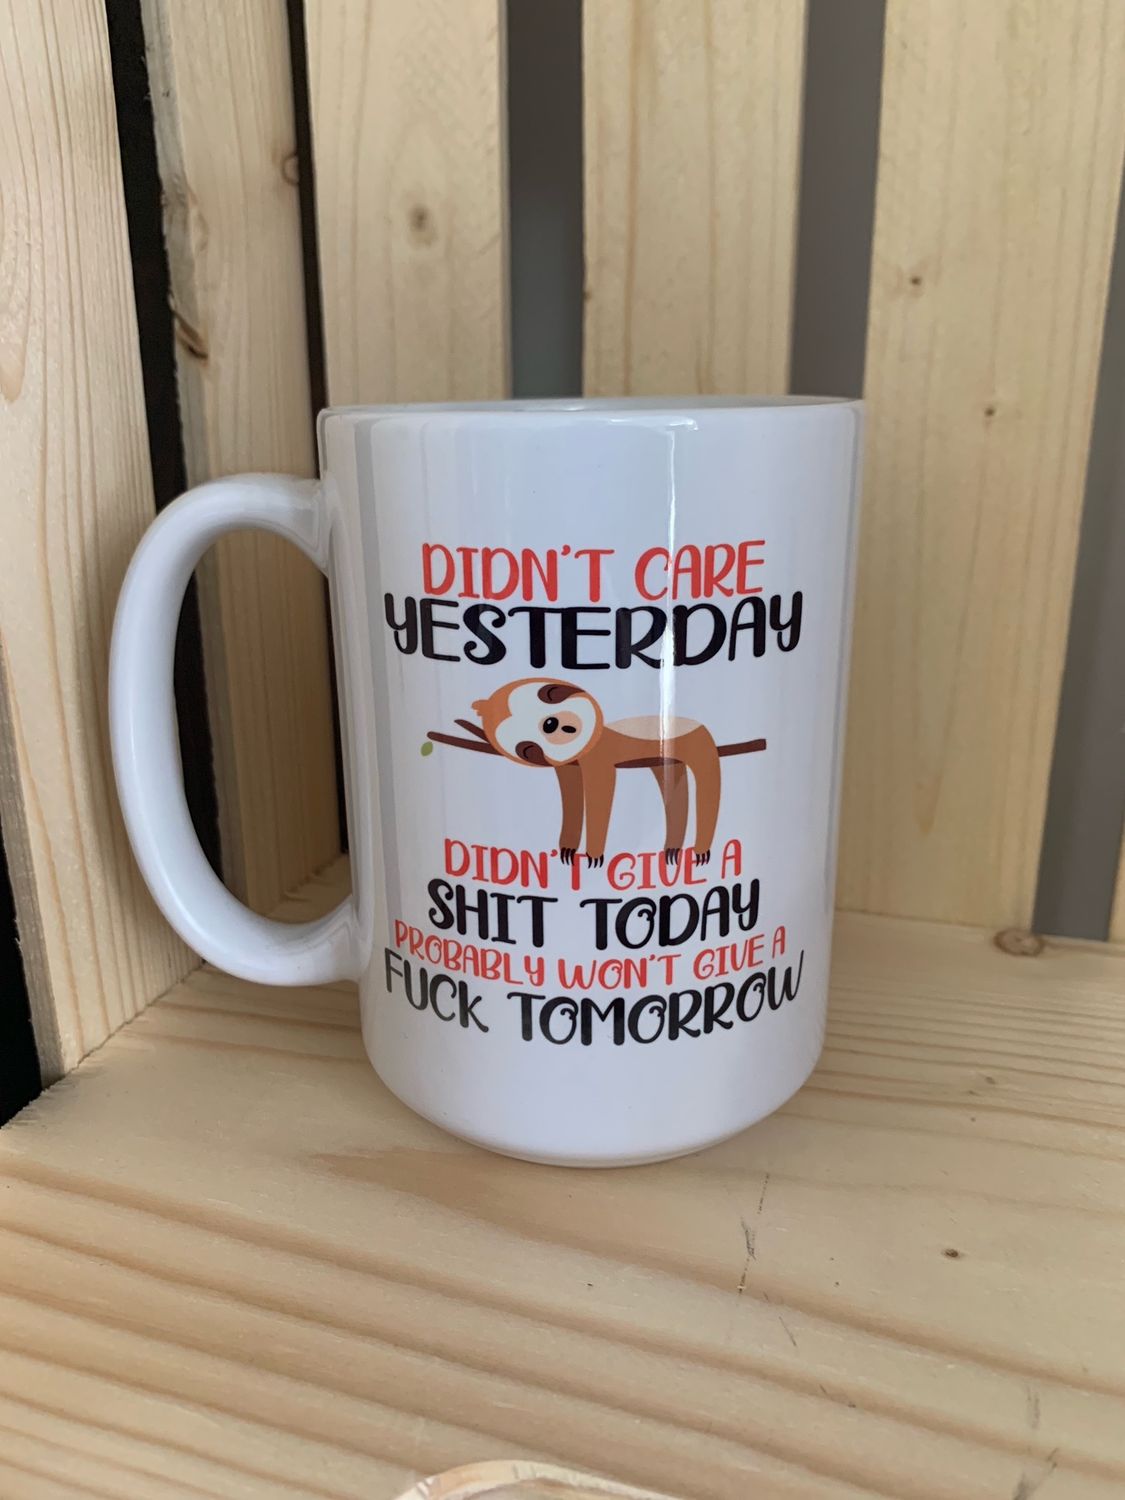 DIDN'T CARE
YESTERDAY
DIDN'T GIVE A
SHIT TODAY
PROBABLY WON'T GIVE A
FUCK TOMORROW